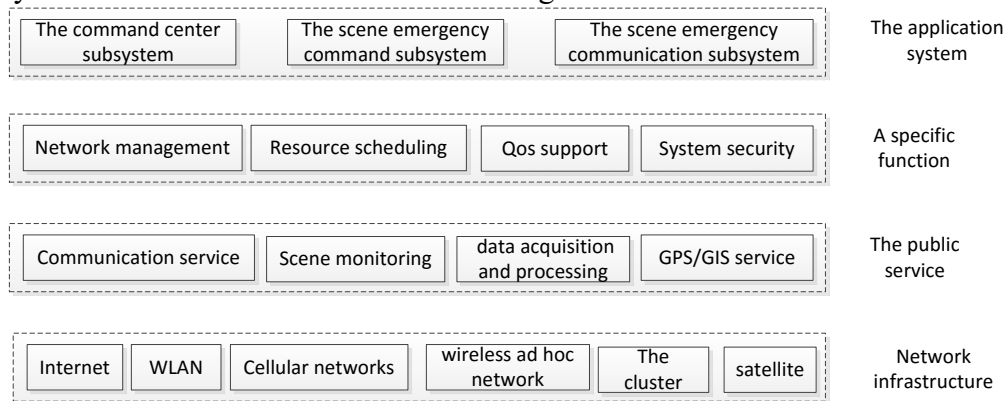 The command center
subsystem
The scene emergency
command subsystem
The scene emergency
communication subsystem
The application
system
Network management
Resource scheduling
Qos support
System security
A specific
function
Communication service
Scene monitoring
data acquisition
and processing
GPS/GIS service
The public
service
Internet
WLAN
Cellular networks
wireless ad hoc
network
The
cluster
satellite
Network
infrastructure